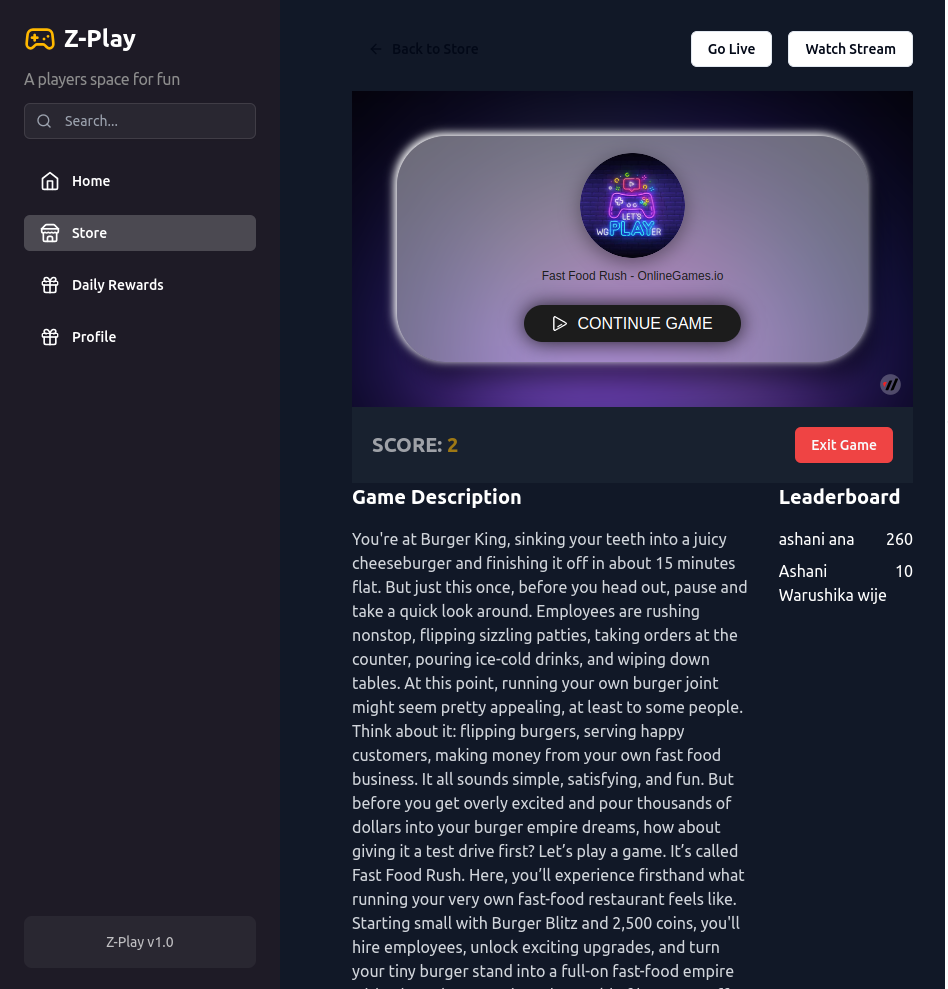 Z-Play
A players space for fun
Search...
Home
Store
Daily Rewards
Profile
Z-Play v1.0
Back to Store
Go Live
Watch Stream
LET'S
WGPLAYER
Fast Food Rush - OnlineGames.io
CONTINUE GAME
SCORE: 2
Exit Game
Game Description
You're at Burger King, sinking your teeth into a juicy
cheeseburger and finishing it off in about 15 minutes
flat. But just this once, before you head out, pause and
take a quick look around. Employees are rushing
nonstop, flipping sizzling patties, taking orders at the
counter, pouring ice-cold drinks, and wiping down
tables. At this point, running your own burger joint
might seem pretty appealing, at least to some people.
Think about it: flipping burgers, serving happy
customers, making money from your own fast food
business. It all sounds simple, satisfying, and fun. But
before you get overly excited and pour thousands of
dollars into your burger empire dreams, how about
giving it a test drive first? Let’s play a game. It’s called
Fast Food Rush. Here, you’ll experience firsthand what
running your very own fast-food restaurant feels like.
Starting small with Burger Blitz and 2,500 coins, you'll
hire employees, unlock exciting upgrades, and turn
your tiny burger stand into a full-on fast-food empire
Leaderboard
ashani ana 260
Ashani 10
Warushika wije